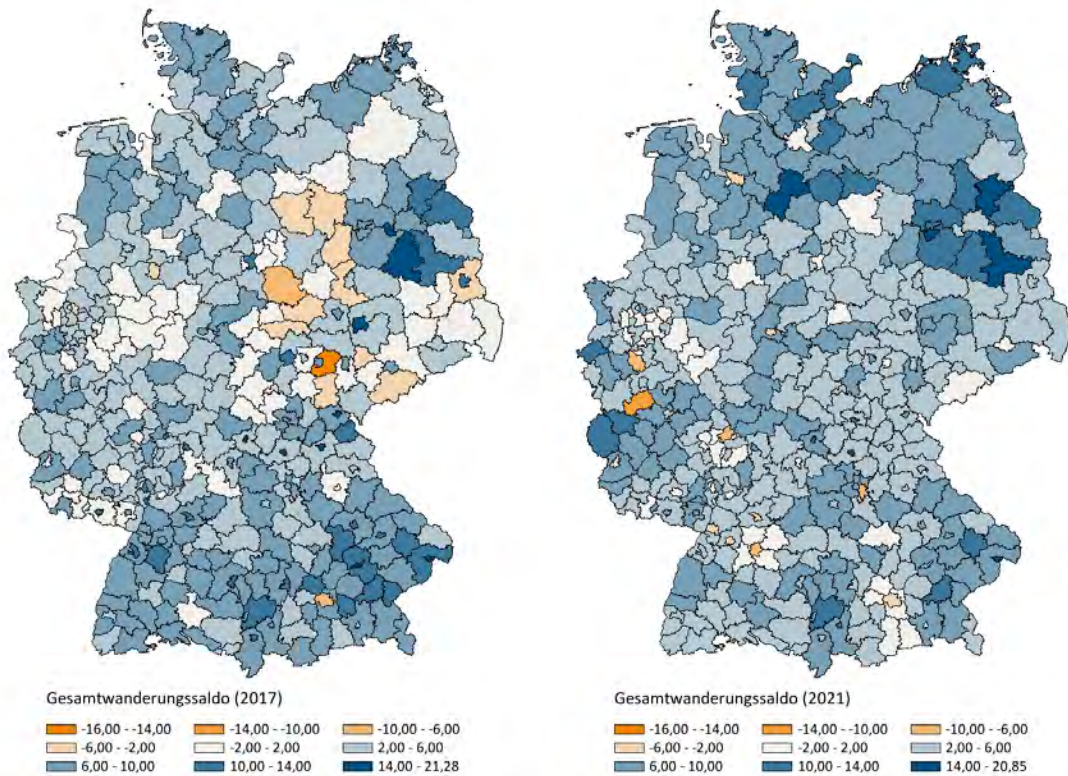 Gesamtwanderungssaldo (2017)
-16,00 - -14,00 -14,00 - -10,00 -10,00 - -6,00
-6,00 - -2,00 -2,00 - 2,00 2,00 - 6,00
6,00 - 10,00 10,00 - 14,00 14,00 - 21,28
Gesamtwanderungssaldo (2021)
-16,00 - -14,00 -14,00 - -10,00 -10,00 - -6,00
-6,00 - -2,00 -2,00 - 2,00 2,00 - 6,00
6,00 - 10,00 10,00 - 14,00 14,00 - 20,85